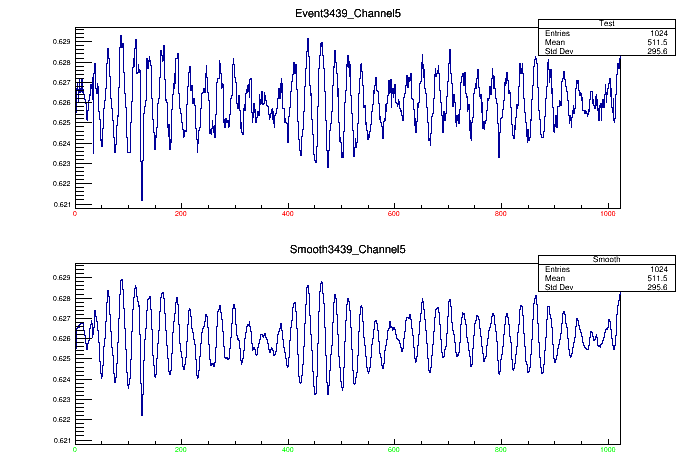 Event3439_Channel5
Test
Entries 1024
Mean 511.5
Std Dev 295.6
0.629
0.628
0.627
0.626
0.625
0.624
0.623
0.622
0.621
0 200 400 600 800 1000
Smooth3439_Channel5
Smooth
Entries 1024
Mean 511.5
Std Dev 295.6
0.629
0.628
0.627
0.626
0.625
0.624
0.623
0.622
0.621
0 200 400 600 800 1000